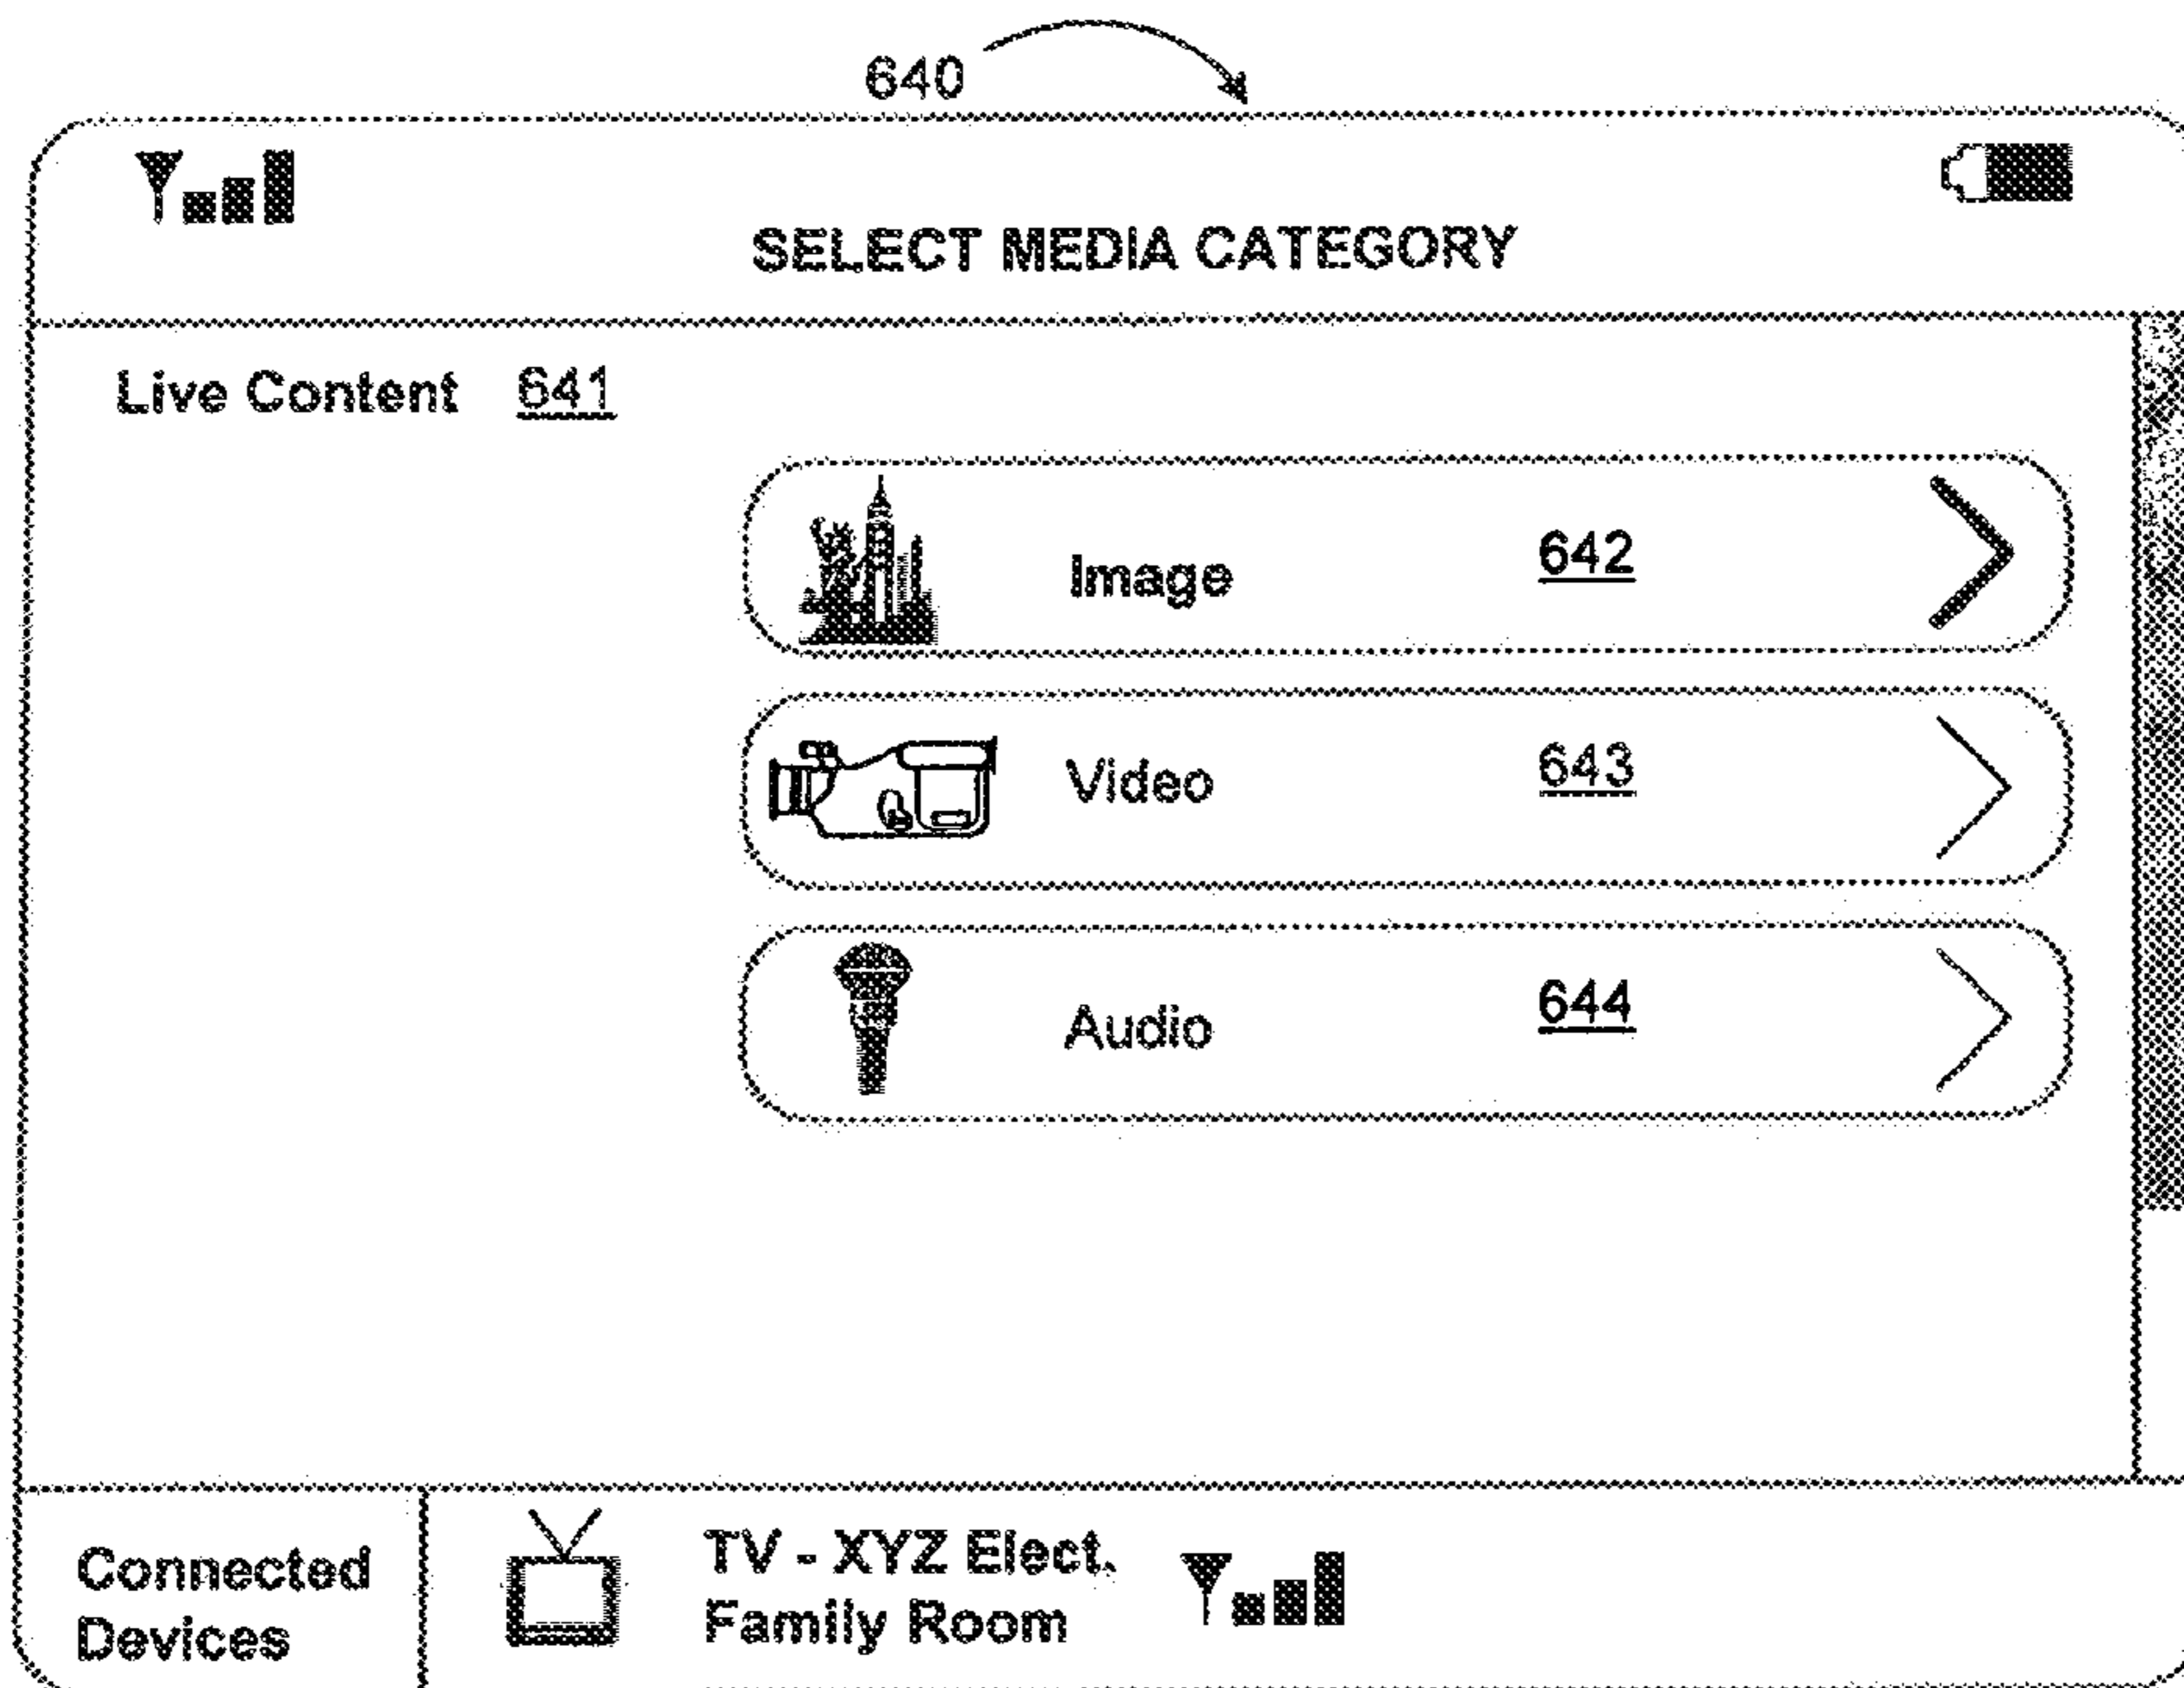 640
SELECT MEDIA CATEGORY
Live Content 641
Image 642
Video 643
Audio 644
Connected
Devices
TV - XYZ Elect.
Family Room